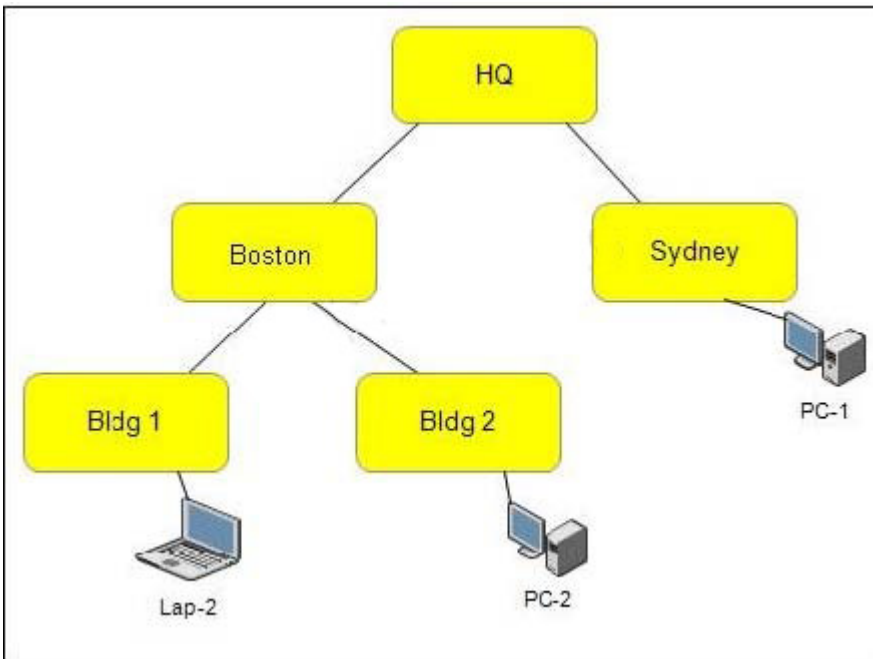 HQ
Boston
Sydney
PC-1
Bldg 1
Bldg 2
Lap-2
PC-2